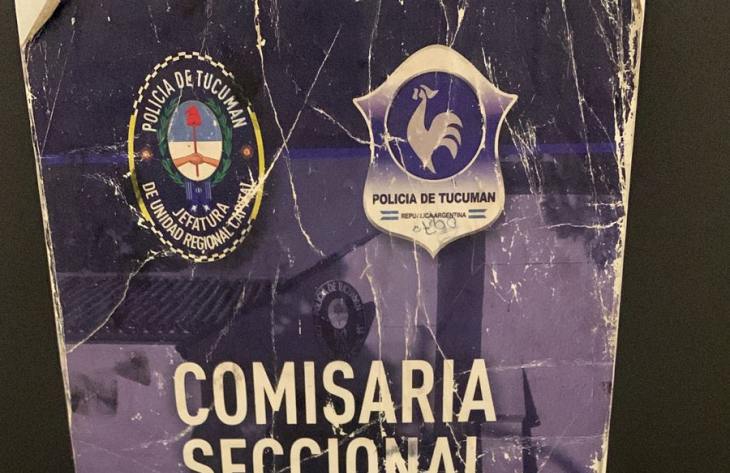 POLICIA DE TUCUMAN
JEFATURA
DE UNIDAD REGIONAL CAPITAL
POLICIA DE TUCUMAN
REPUBLICA ARGENTINA
COMISARIA
SECCIONAL